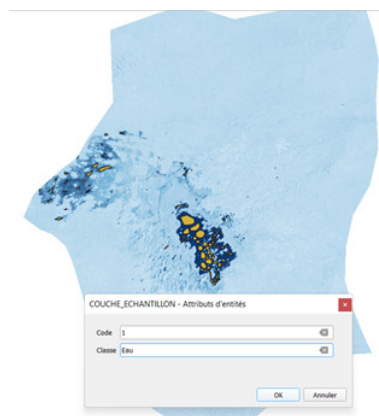 COUCHE_ECHANTILLON - Attributs d'entités
Code 1
Classe Eau
OK Annuler